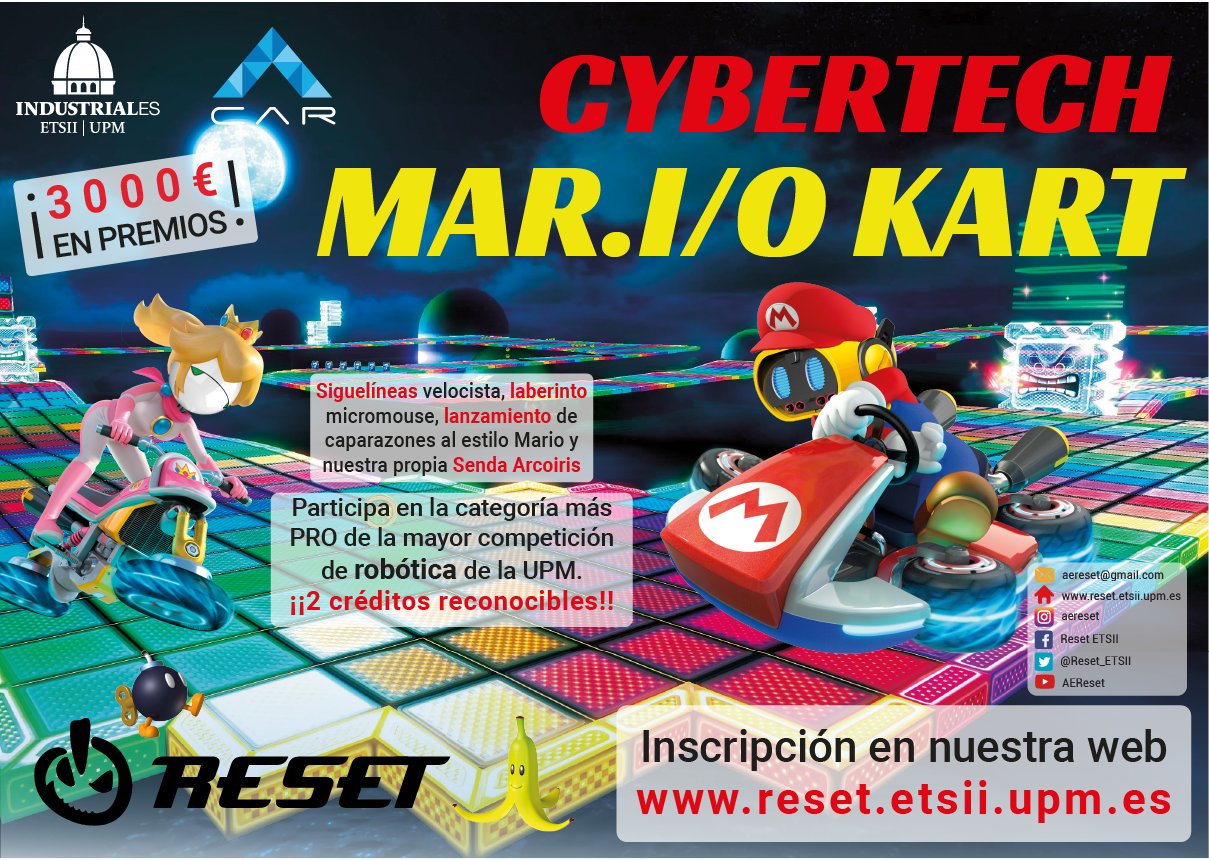 INDUSTRIALES
ETSII | UPM
CAR
CYBERTECH
MAR.I/O KART
¡3000€
EN PREMIOS!
Siguelíneas velocista, laberinto
micromouse, lanzamiento de
caparazones al estilo Mario y
nuestra propia Senda Arcoiris
Participa en la categoría más
PRO de la mayor competición
de robótica de la UPM.
¡¡2 créditos reconocibles!!
M
M
aereset@gmail.com
www.reset.etsii.upm.es
aereset
Reset ETSII
@Reset_ETSII
AEReset
RESET
Inscripción en nuestra web
www.reset.etsii.upm.es